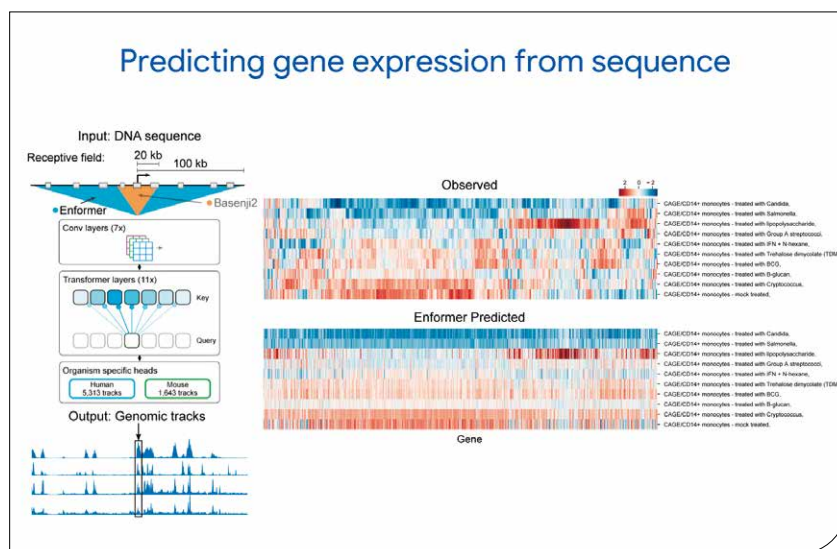 Predicting gene expression from sequence
Input: DNA sequence
Receptive field:
20 kb
100 kb
Enformer
Basenji2
Conv layers (7x)
Transformer layers (11x)
Key
Query
Organism specific heads
Human
5,313 tracks
Mouse
1,643 tracks
Output: Genomic tracks
Observed
2 0 -2
CAGE/CD14+ monocytes - treated with Candida,
CAGE/CD14+ monocytes - treated with Salmonella,
CAGE/CD14+ monocytes - treated with lipopolysaccharide,
CAGE/CD14+ monocytes - treated with Group A streptococci,
CAGE/CD14+ monocytes - treated with IFN + N-hexane,
CAGE/CD14+ monocytes - treated with Trehalose dimycolate (TDM
CAGE/CD14+ monocytes - treated with BCG,
CAGE/CD14+ monocytes - treated with B-glucan,
CAGE/CD14+ monocytes - treated with Cryptococcus,
CAGE/CD14+ monocytes - mock treated,
Enformer Predicted
CAGE/CD14+ monocytes - treated with Candida,
CAGE/CD14+ monocytes - treated with Salmonella,
CAGE/CD14+ monocytes - treated with lipopolysaccharide,
CAGE/CD14+ monocytes - treated with Group A streptococci,
CAGE/CD14+ monocytes - treated with IFN + N-hexane,
CAGE/CD14+ monocytes - treated with Trehalose dimycolate (TDM
CAGE/CD14+ monocytes - treated with BCG,
CAGE/CD14+ monocytes - treated with B-glucan,
CAGE/CD14+ monocytes - treated with Cryptococcus,
CAGE/CD14+ monocytes - mock treated,
Gene